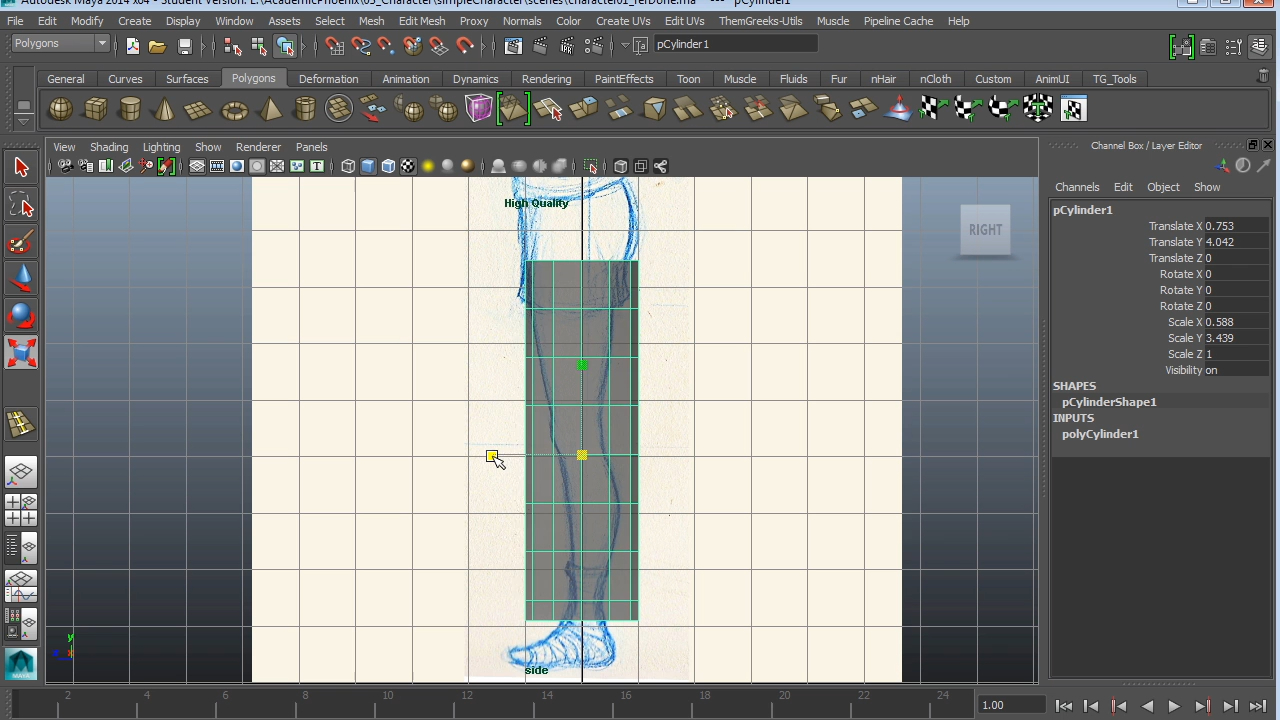 Autodesk Maya 2014 x64 - Student Version: E:\AcademicPhoenix\05_Character\simpleCharacter\scenes\character01_refDone.ma --- pCylinder1
File Edit Modify Create Display Window Assets Select Mesh Edit Mesh Proxy Normals Color Create UVs Edit UVs ThemGreeks-Utils Muscle Pipeline Cache Help
Polygons pCylinder1
General Curves Surfaces Polygons Deformation Animation Dynamics Rendering PaintEffects Toon Muscle Fluids Fur nHair nCloth Custom AnimUI TG_Tools
View Shading Lighting Show Renderer Panels
Channel Box / Layer Editor
Channels Edit Object Show
High Quality
RIGHT
side
y
pCylinder1
Translate X 0.753
Translate Y 4.042
Translate Z 0
Rotate X 0
Rotate Y 0
Rotate Z 0
Scale X 0.588
Scale Y 3.439
Scale Z 1
Visibility on
SHAPES
pCylinderShape1
INPUTS
polyCylinder1
2 4 6 8 10 12 14 16 18 20 22 24
1.00